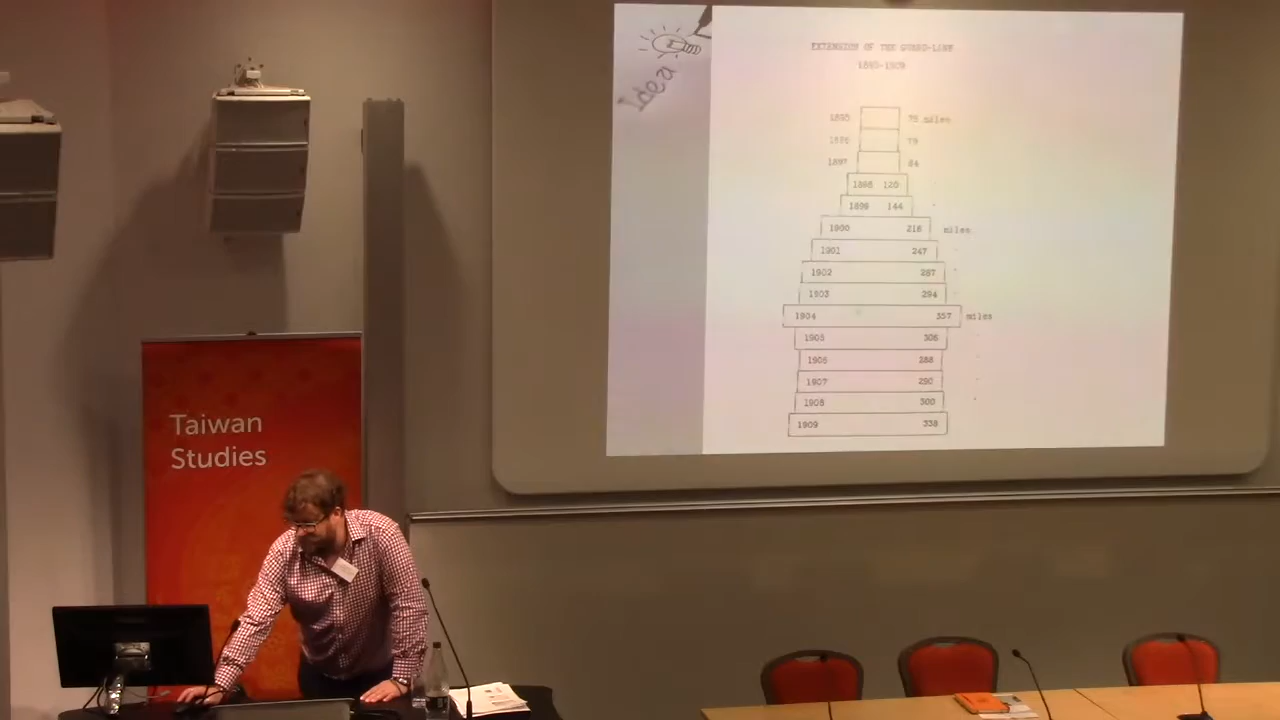 Idea
EXTENSION OF THE GUARD-LINE
1895-1909
1895 75 miles
1896 79
1897 84
1898 120
1899 144
1900 216 miles
1901 247
1902 287
1903 294
1904 357 miles
1905 306
1906 288
1907 290
1908 300
1909 338
Taiwan
Studies